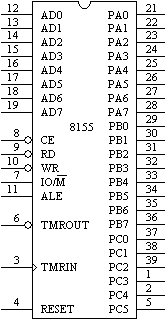 12 AD0 PA0 21
13 AD1 PA1 22
14 AD2 PA2 23
15 AD3 PA3 24
16 AD4 PA4 25
17 AD5 PA5 26
18 AD6 PA6 27
19 AD7 PA7 28
8155 PB0 29
8 CE PB1 30
9 RD PB2 31
10 WR PB3 32
7 IO/M̅ PB4 33
11 ALE PB5 34
PB6 35
6 TMROUT PB7 36
PC0 37
PC1 38
3 TMRIN PC2 39
PC3 1
PC4 2
4 RESET PC5 5